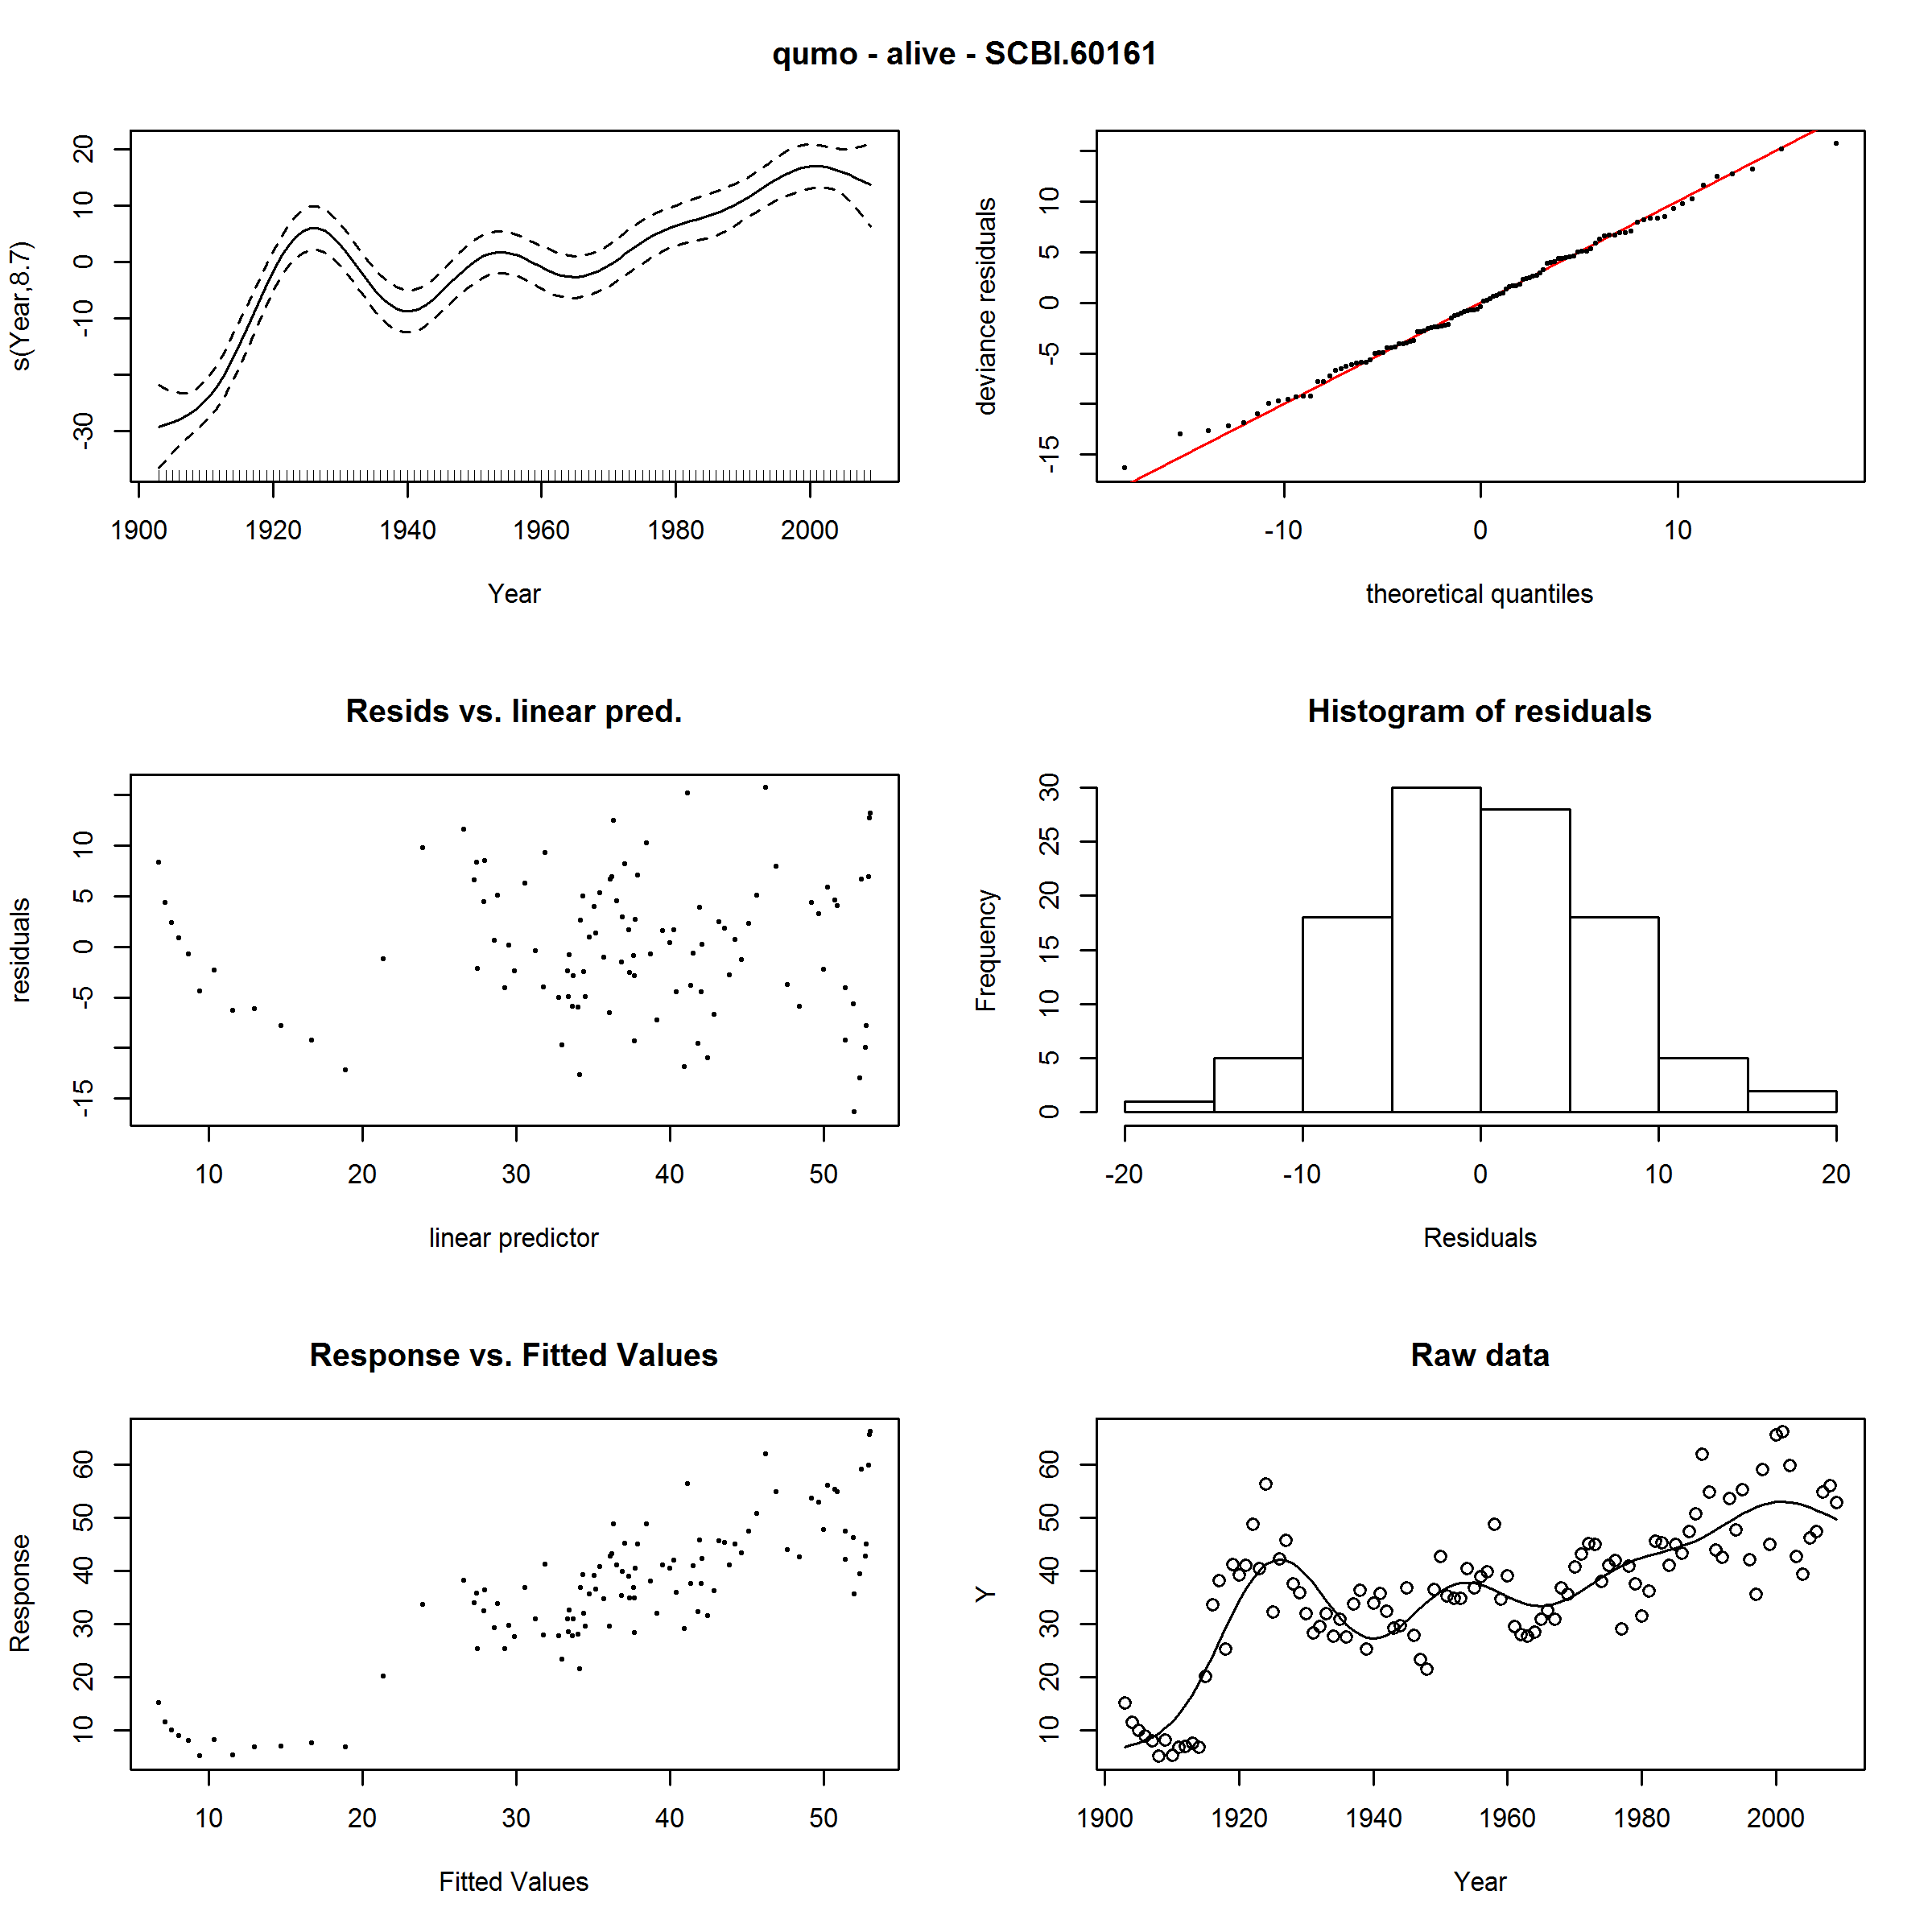 qumo - alive - SCBI.60161
s(Year,8.7)
20
10
0
-10
-30
1900 1920 1940 1960 1980 2000
Year
deviance residuals
10
5
0
-5
-15
-10 0 10
theoretical quantiles
Resids vs. linear pred.
residuals
10
5
0
-5
-15
10 20 30 40 50
linear predictor
Histogram of residuals
Frequency
30
25
20
15
10
5
0
-20 -10 0 10 20
Residuals
Response vs. Fitted Values
Response
60
50
40
30
20
10
10 20 30 40 50
Fitted Values
Raw data
Y
60
50
40
30
20
10
1900 1920 1940 1960 1980 2000
Year